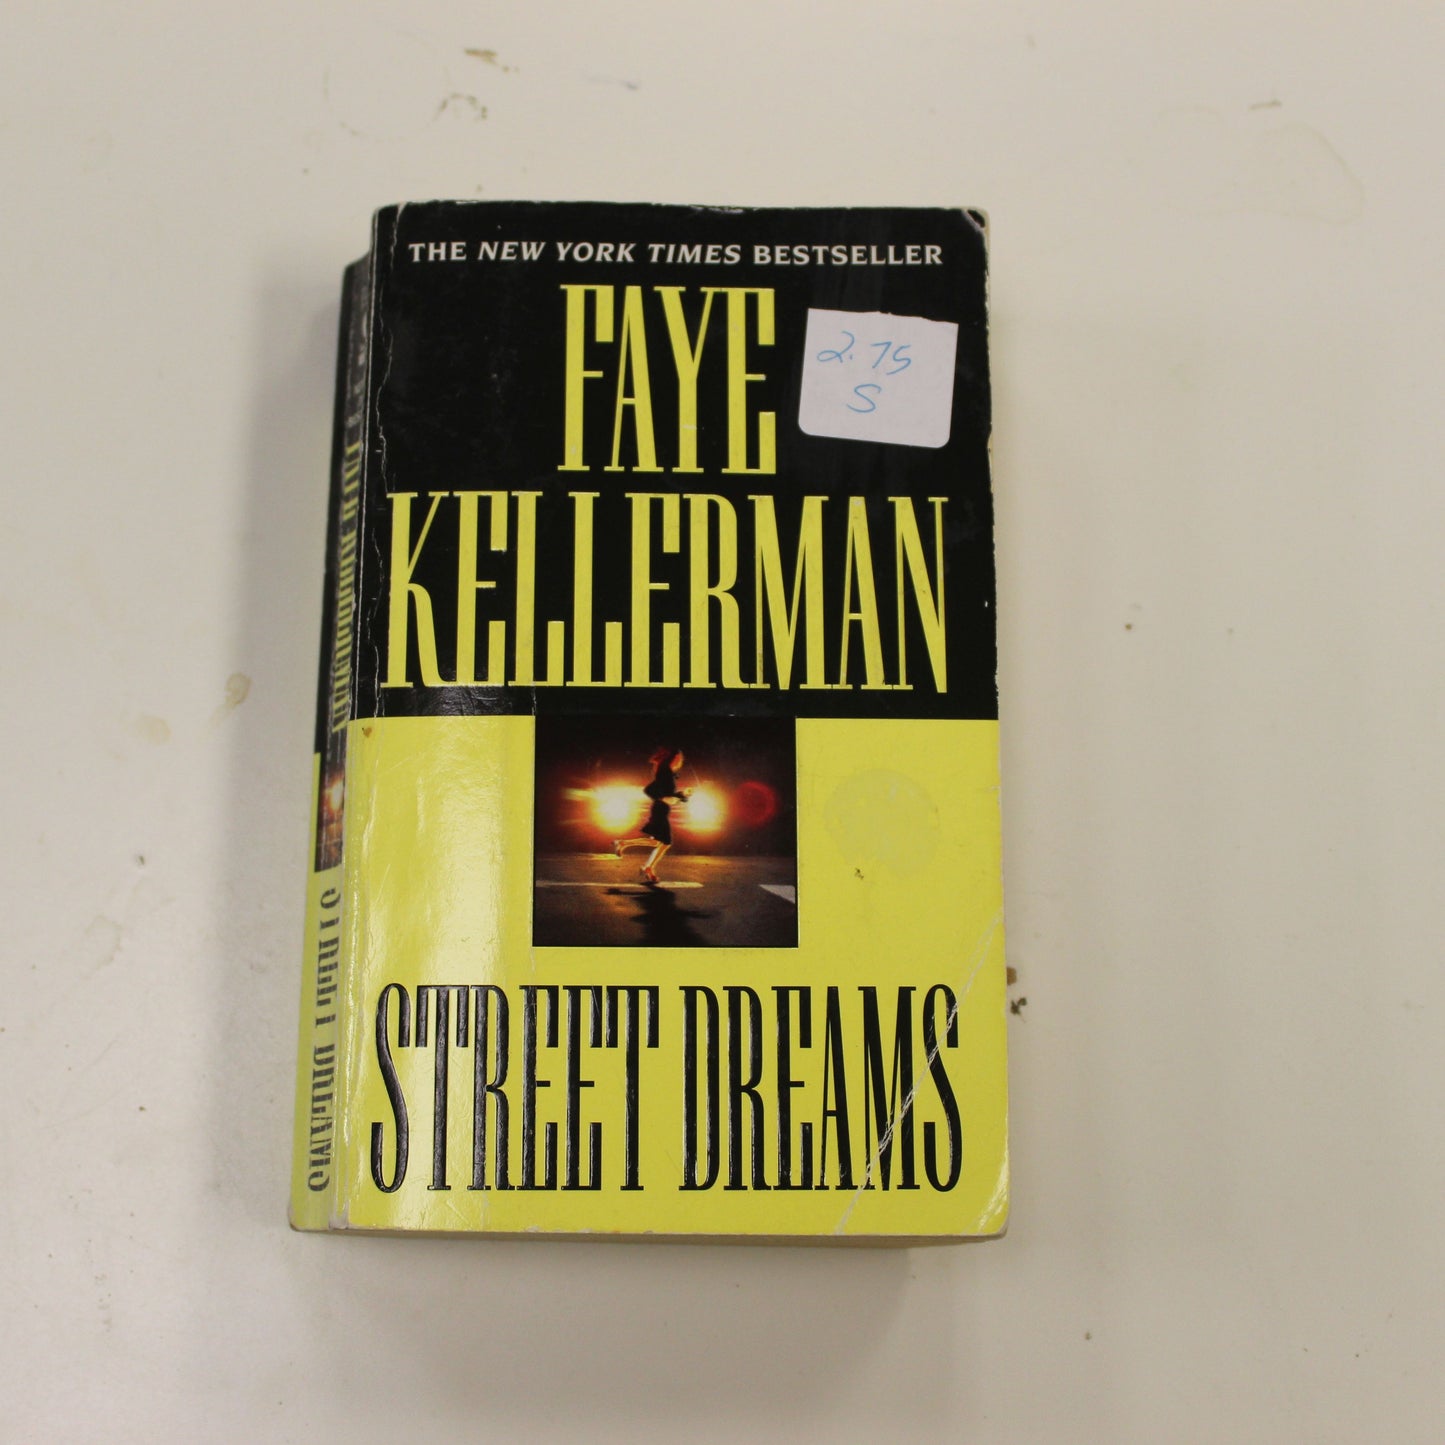 THE NEW YORK TIMES BESTSELLER
FAYE
KELLERMAN
2.75
S
STREET DREAMS
STREET DREAMS